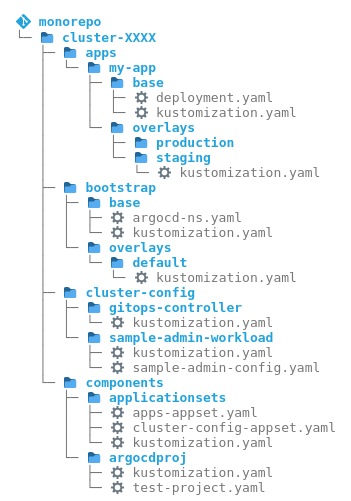 monorepo
cluster-XXXX
apps
my-app
base
deployment.yaml
kustomization.yaml
overlays
production
staging
kustomization.yaml
bootstrap
base
argocd-ns.yaml
kustomization.yaml
overlays
default
kustomization.yaml
cluster-config
gitops-controller
kustomization.yaml
sample-admin-workload
kustomization.yaml
sample-admin-config.yaml
components
applicationsets
apps-appset.yaml
cluster-config-appset.yaml
kustomization.yaml
argocdproj
kustomization.yaml
test-project.yaml